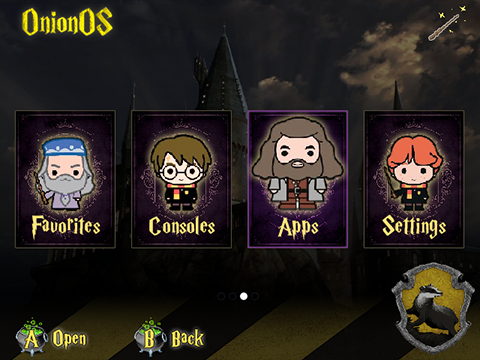 OnionOS
Favorites
Consoles
Apps
Settings
A Open
B Back